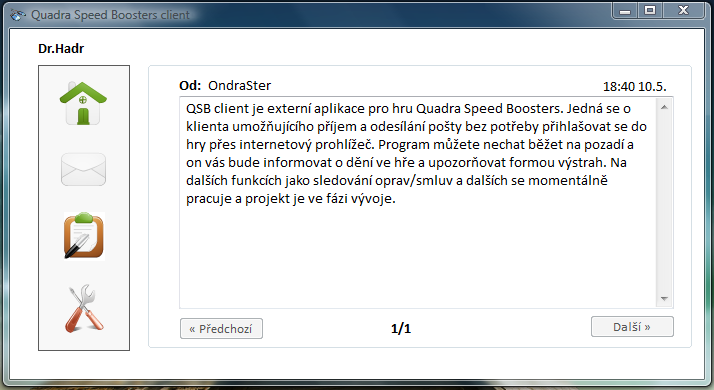 Quadra Speed Boosters client
Dr.Hadr
Od: OndraSter
18:40 10.5.
QSB client je externí aplikace pro hru Quadra Speed Boosters. Jedná se o
klienta umožňujícího příjem a odesílání pošty bez potřeby přihlašovat se do
hry přes internetový prohlížeč. Program můžete nechat běžet na pozadí a
on vás bude informovat o dění ve hře a upozorňovat formou výstrah. Na
dalších funkcích jako sledování oprav/smluv a dalších se momentálně
pracuje a projekt je ve fázi vývoje.
« Předchozí
1/1
Další »